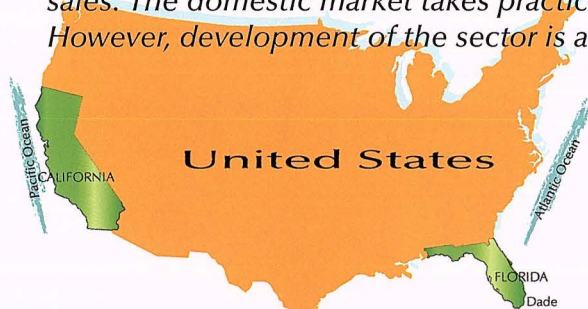 sales. The domestic market takes practic
However, development of the sector is a
Pacific Ocean
CALIFORNIA
United States
Atlantic Ocean
FLORIDA
Dade